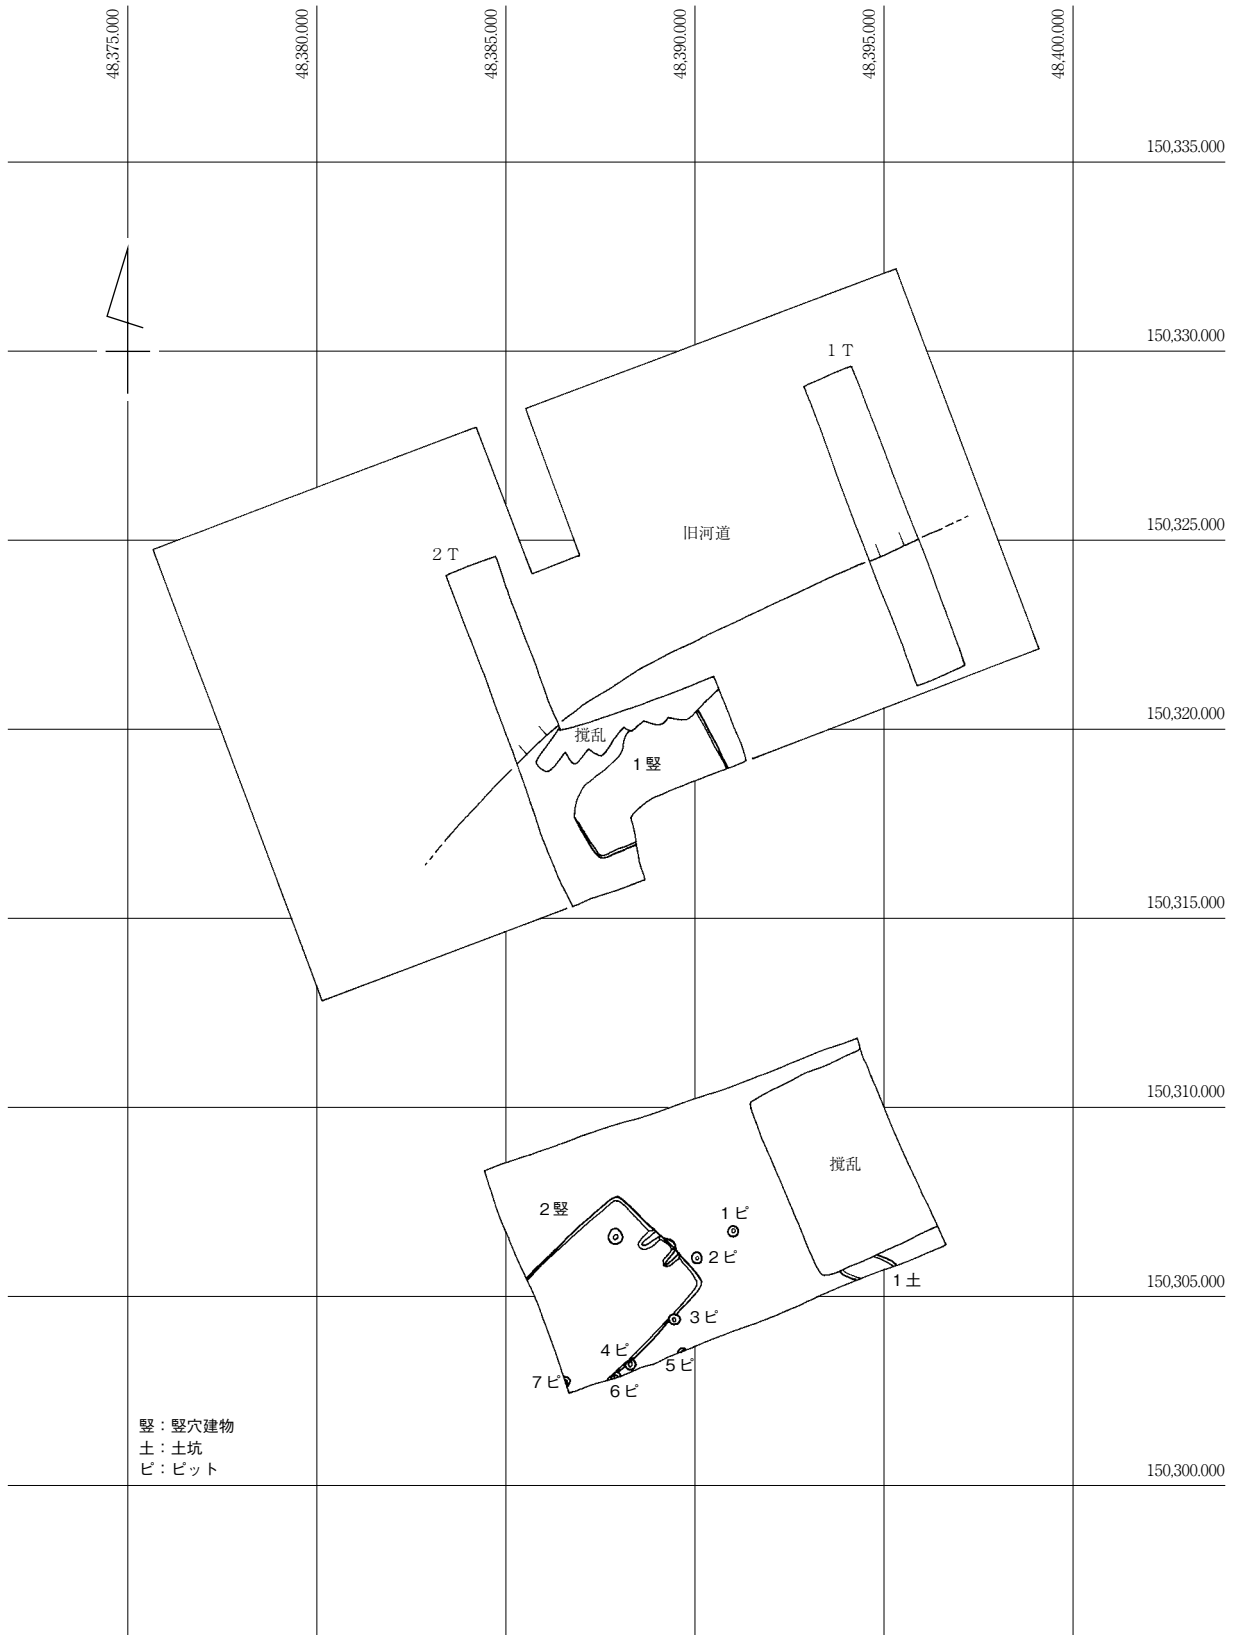 48,375.000
48,380.000
48,385.000
48,390.000
48,395.000
48,400.000
150,335.000
150,330.000
1 T
150,325.000
旧河道
2 T
150,320.000
撹乱
1 竪
150,315.000
150,310.000
撹乱
2 竪
1 ピ
2 ピ
1 土
150,305.000
3 ピ
4 ピ
5 ピ
7 ピ
6 ピ
竪：竪穴建物
土：土坑
ピ：ピット
150,300.000